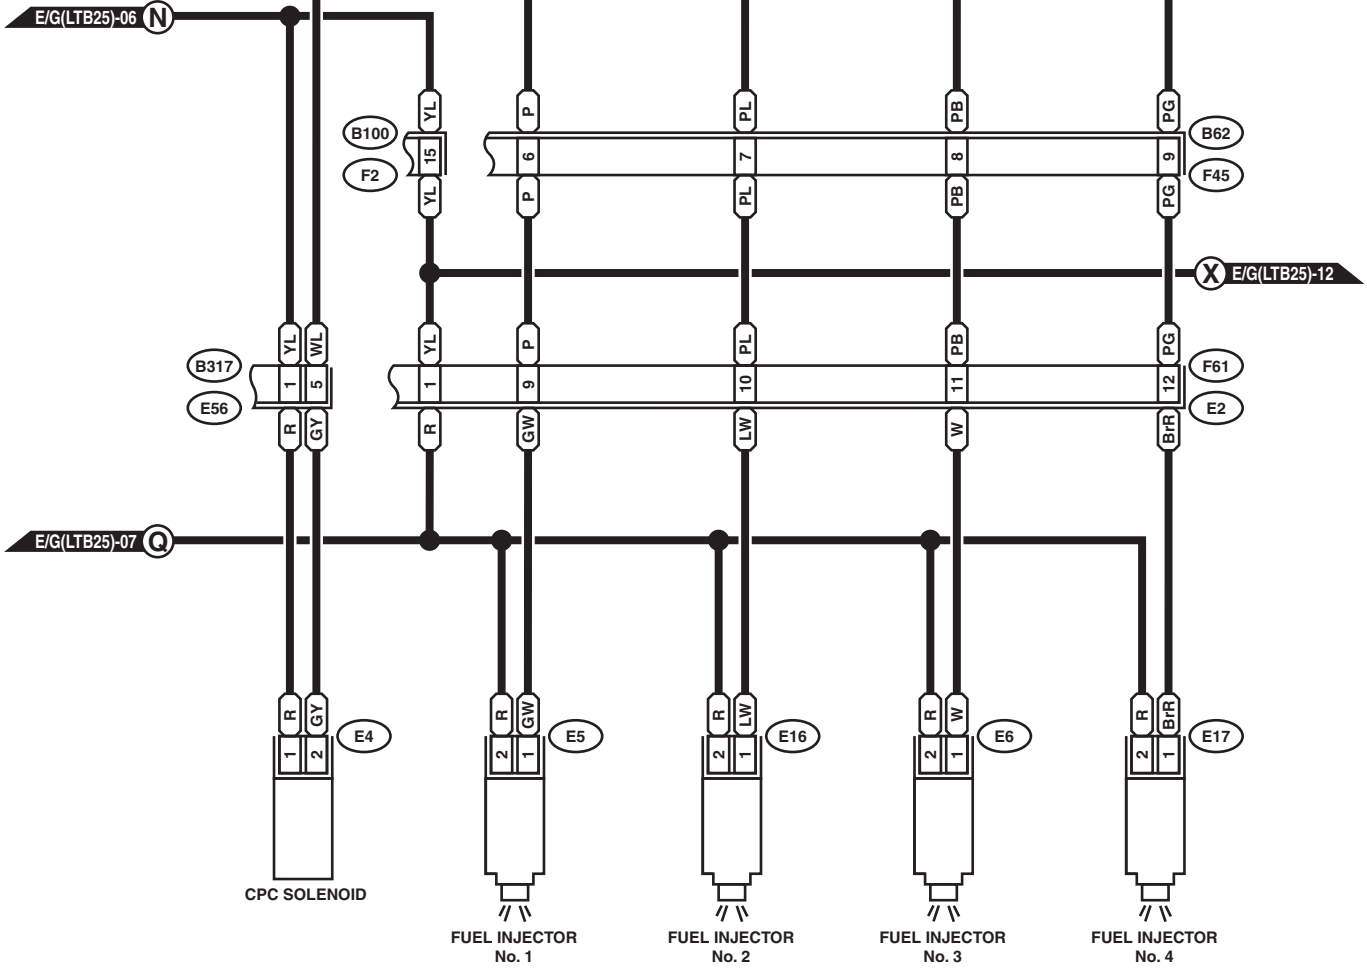 E/G(LTB25)-06 N
YL P PL PB PG
B100 B62
15 6 7 8 9
F2 F45
YL P PL PB PG
X E/G(LTB25)-12
YL WL YL P PL PB PG
B317 F61
1 5 1 9 10 11 12
E56 E2
R GY R GW LW W BrR
E/G(LTB25)-07 Q
R GY R GW R LW R W R BrR
E4 E5 E16 E6 E17
1 2 2 1 2 1 2 1 2 1
CPC SOLENOID
FUEL INJECTOR
No. 1
FUEL INJECTOR
No. 2
FUEL INJECTOR
No. 3
FUEL INJECTOR
No. 4